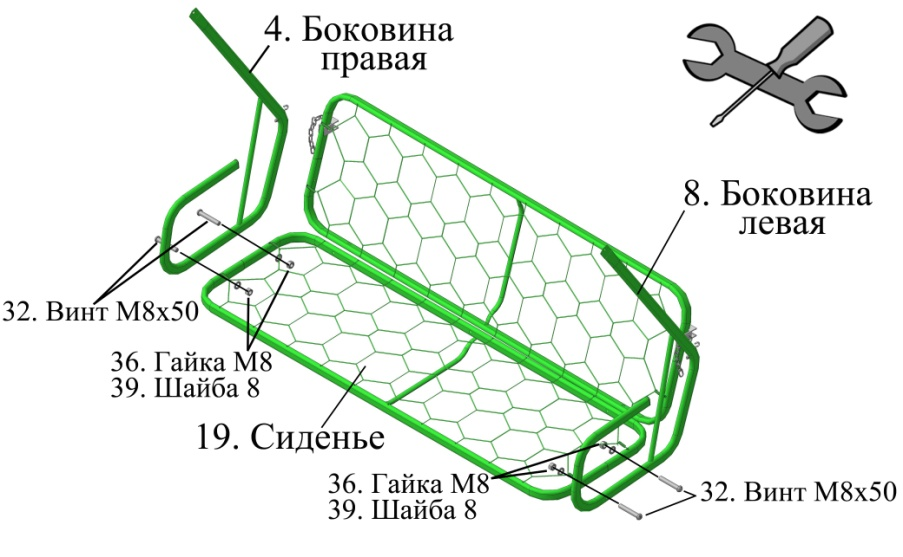 4. Боковина
правая
8. Боковина
левая
32. Винт М8х50
36. Гайка М8
39. Шайба 8
19. Сиденье
36. Гайка М8
39. Шайба 8
32. Винт М8х50